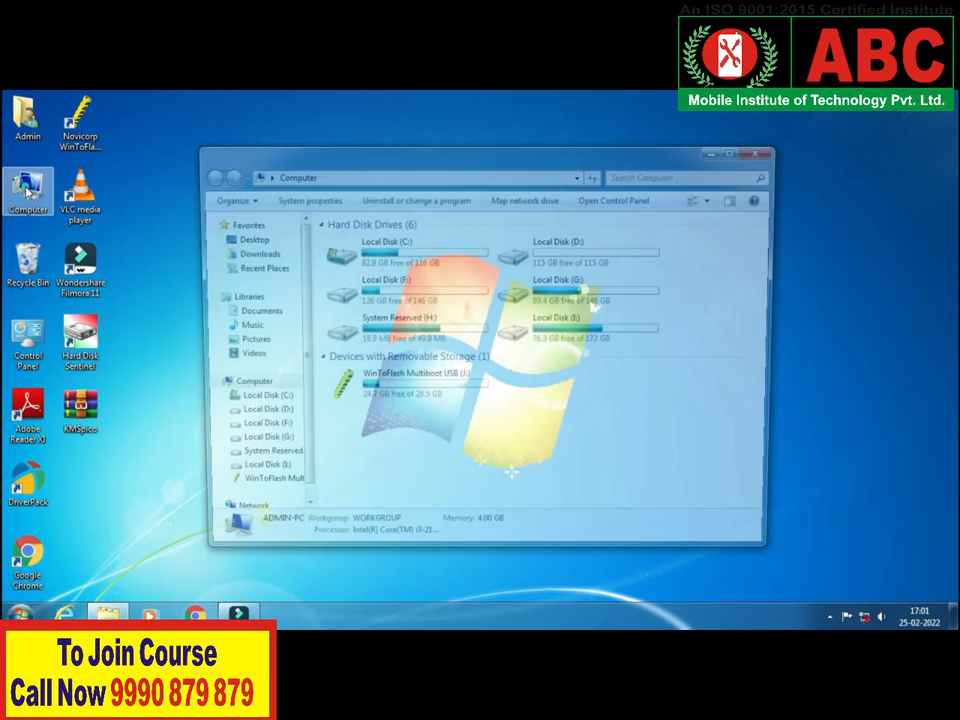 An ISO 9001:2015 Certified Institute
ABC
Mobile Institute of Technology Pvt. Ltd.
Admin
Novicorp
WinToFla...
Computer
VLC media
player
Recycle Bin
Wondershare
Filmora 11
Control
Panel
Hard Disk
Sentinel
Adobe
Reader XI
KMSpico
DriverPack
Google
Chrome
Computer
Search Computer
Organize
System properties
Uninstall or change a program
Map network drive
Open Control Panel
Favorites
Desktop
Downloads
Recent Places
Libraries
Documents
Music
Pictures
Videos
Computer
Local Disk (C:)
Local Disk (D:)
Local Disk (F:)
Local Disk (G:)
System Reserved
Local Disk (I:)
WinToFlash Mult
Network
Hard Disk Drives (6)
Local Disk (C:)
82.9 GB free of 116 GB
Local Disk (D:)
115 GB free of 115 GB
Local Disk (F:)
126 GB free of 146 GB
Local Disk (G:)
89.4 GB free of 146 GB
System Reserved (H:)
18.9 MB free of 49.9 MB
Local Disk (I:)
76.3 GB free of 172 GB
Devices with Removable Storage (1)
WinToFlash Multiboot USB (J:)
24.7 GB free of 28.5 GB
ADMIN-PC Workgroup: WORKGROUP Memory: 4.00 GB
Processor: Intel(R) Core(TM) i3-21...
17:01
25-02-2022
To Join Course
Call Now 9990 879 879